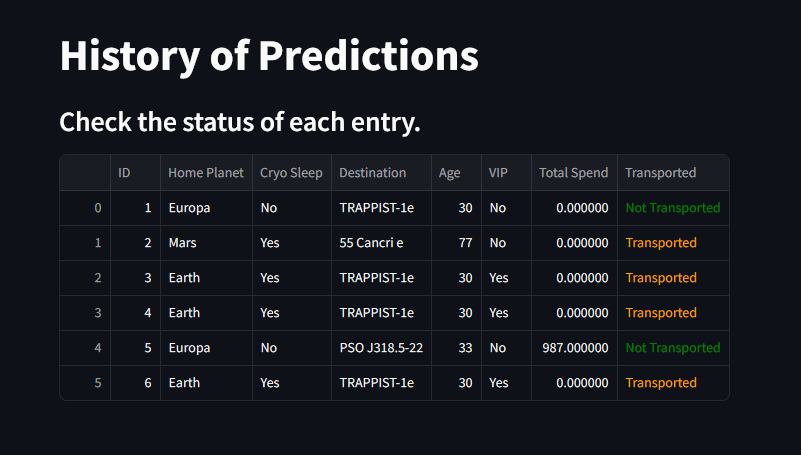 History of Predictions
Check the status of each entry.
ID Home Planet Cryo Sleep Destination Age VIP Total Spend Transported
0 1 Europa No TRAPPIST-1e 30 No 0.000000 Not Transported
1 2 Mars Yes 55 Cancri e 77 No 0.000000 Transported
2 3 Earth Yes TRAPPIST-1e 30 Yes 0.000000 Transported
3 4 Earth Yes TRAPPIST-1e 30 Yes 0.000000 Transported
4 5 Europa No PSO J318.5-22 33 No 987.000000 Not Transported
5 6 Earth Yes TRAPPIST-1e 30 Yes 0.000000 Transported